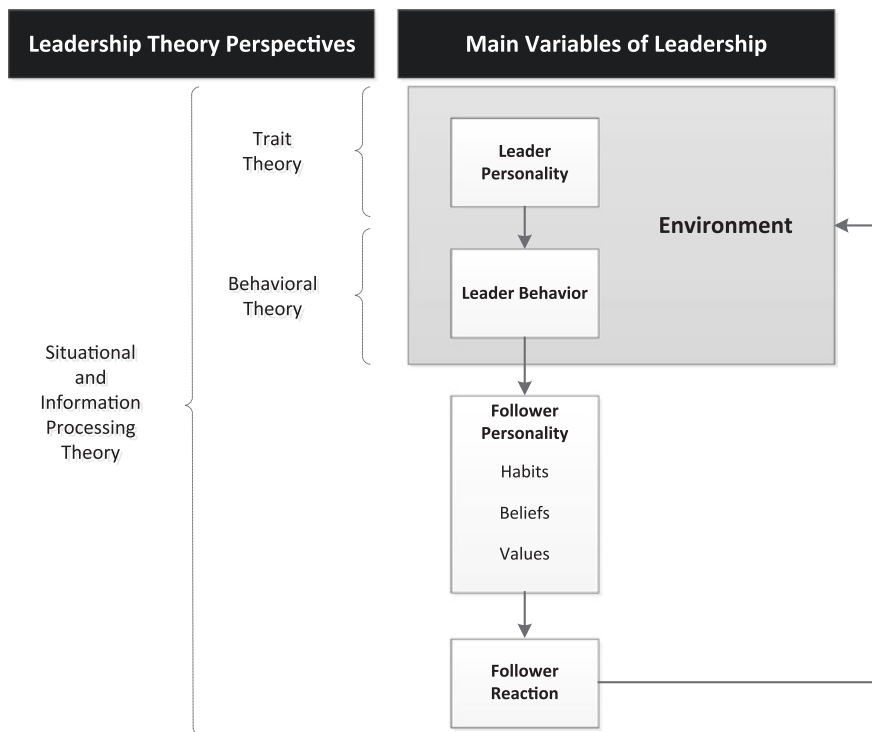 Leadership Theory Perspectives
Main Variables of Leadership
Trait
Theory
Behavioral
Theory
Situational
and
Information
Processing
Theory
Leader
Personality
Environment
Leader Behavior
Follower
Personality
Habits
Beliefs
Values
Follower
Reaction